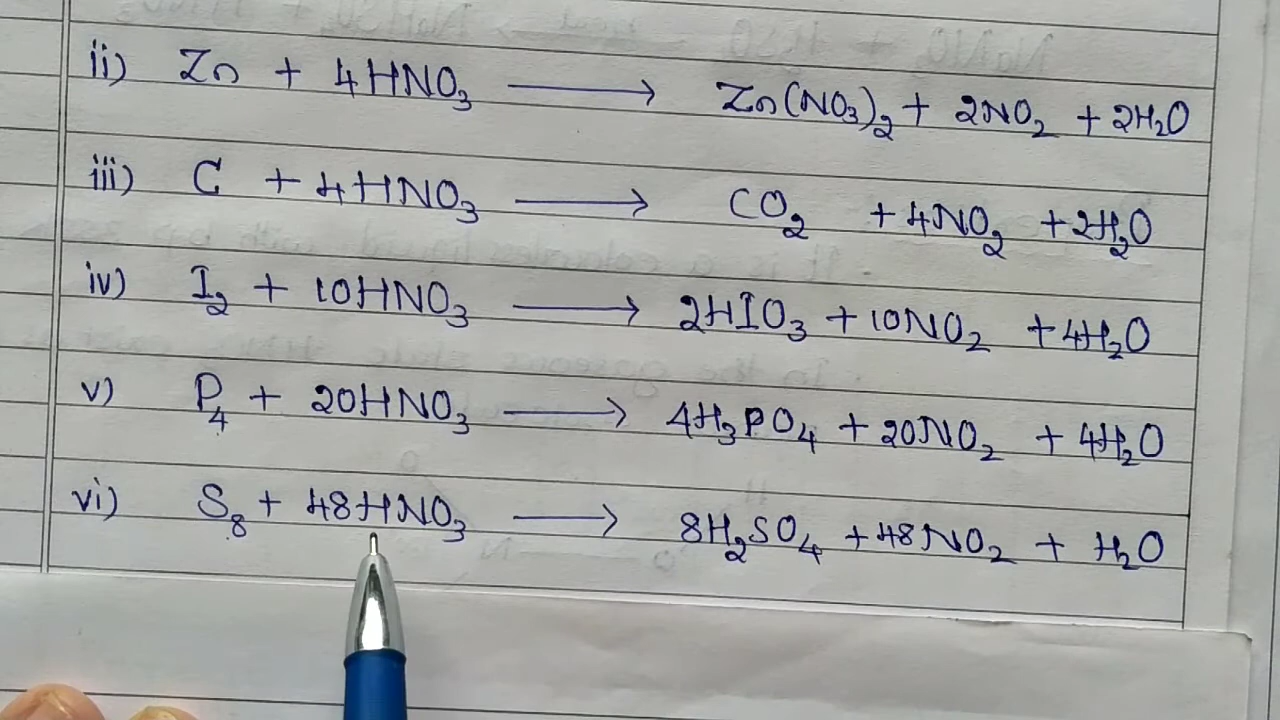 ii) Zn + 4HNO₃ ⟶ Zn(NO₃)₂ + 2NO₂ + 2H₂O
iii) C + 4HNO₃ ⟶ CO₂ + 4NO₂ + 2H₂O
iv) I₂ + 10HNO₃ ⟶ 2HIO₃ + 10NO₂ + 4H₂O
v) P₄ + 20HNO₃ ⟶ 4H₃PO₄ + 20NO₂ + 4H₂O
vi) S₈ + 48HNO₃ ⟶ 8H₂SO₄ + 48NO₂ + H₂O